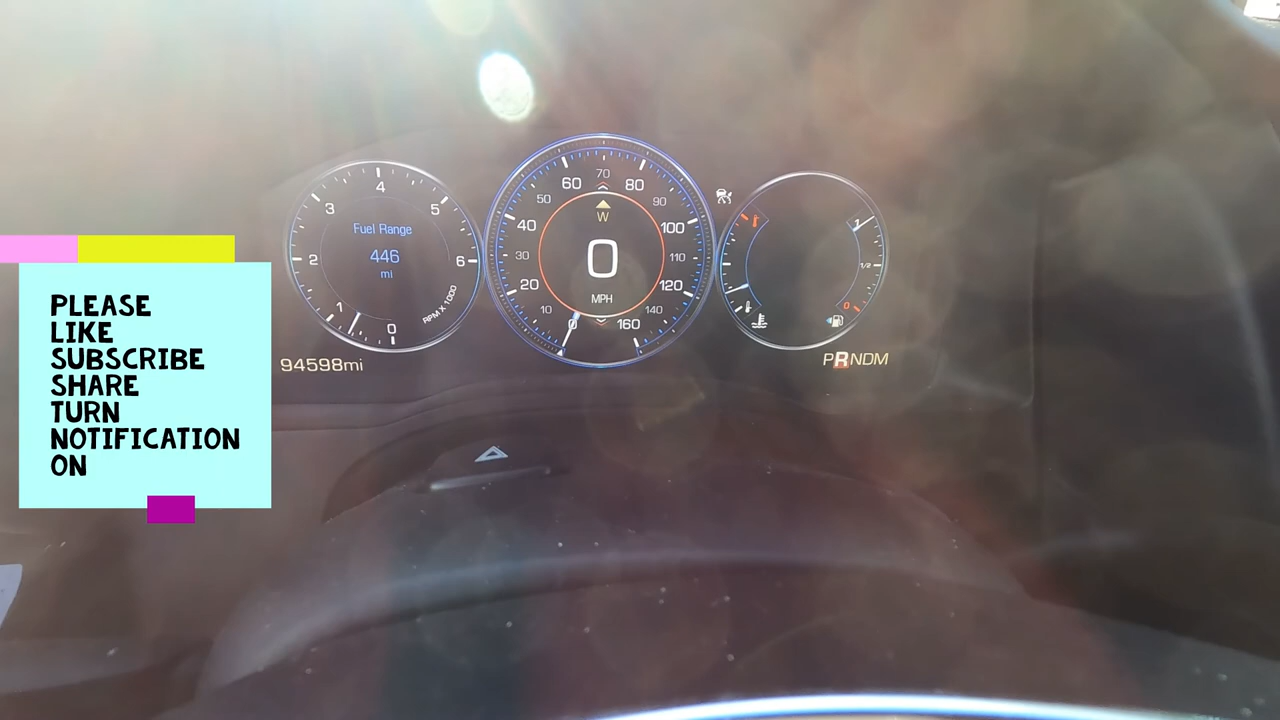 PLEASE
LIKE
SUBSCRIBE
SHARE
TURN
NOTIFICATION
ON
4
3
5
Fuel Range
2
446
6
mi
1
0
RPM X 1000
94598mi
70
60
80
50
90
W
40
100
30
0
110
20
120
MPH
10
140
0
160
1
1/2
0
PRNDM